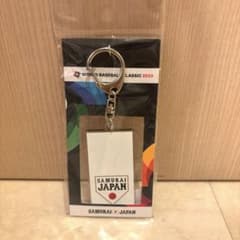 WORLD BASEBALL CLASSIC 2023
SAMURAI
JAPAN
SAMURAI JAPAN